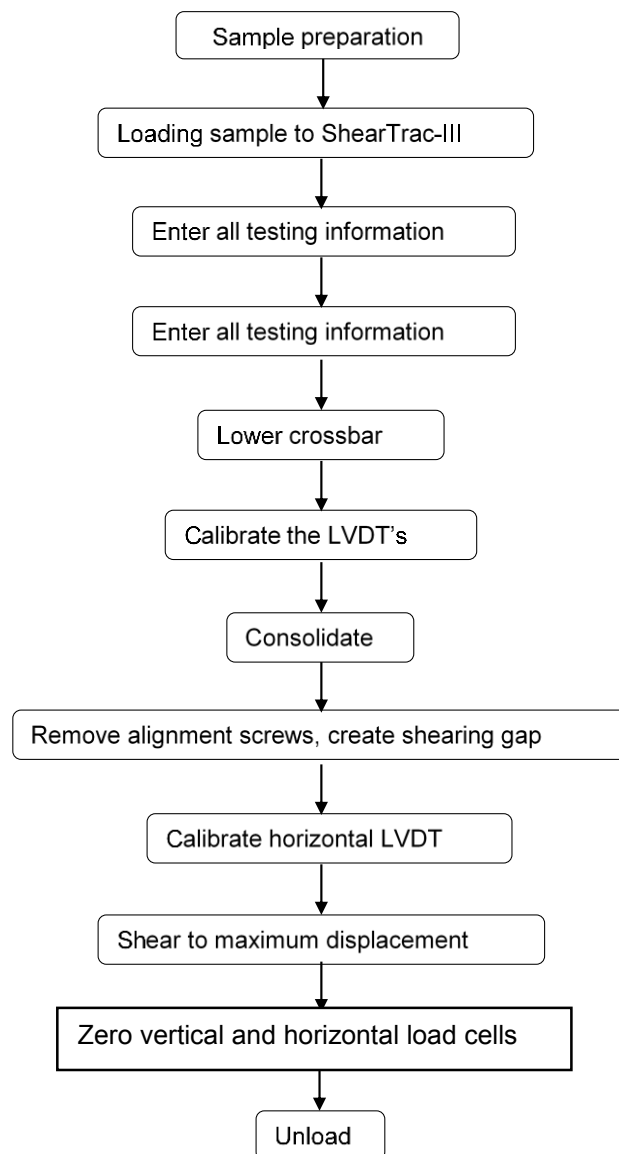 Sample preparation
Loading sample to ShearTrac-III
Enter all testing information
Enter all testing information
Lower crossbar
Calibrate the LVDT’s
Consolidate
Remove alignment screws, create shearing gap
Calibrate horizontal LVDT
Shear to maximum displacement
Zero vertical and horizontal load cells
Unload